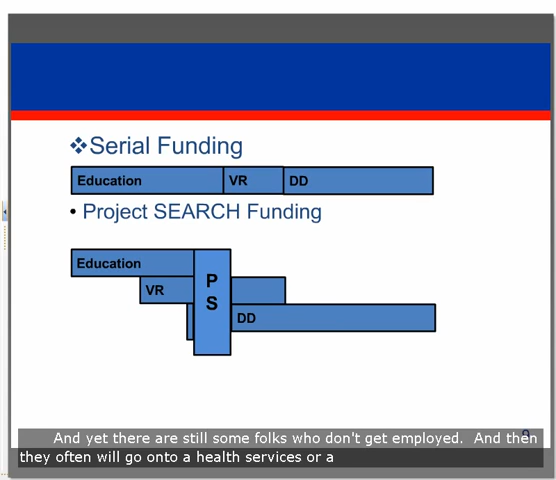 ❖Serial Funding
Education VR DD
• Project SEARCH Funding
Education
VR
P
S
DD
9
And yet there are still some folks who don't get employed. And then
they often will go onto a health services or a